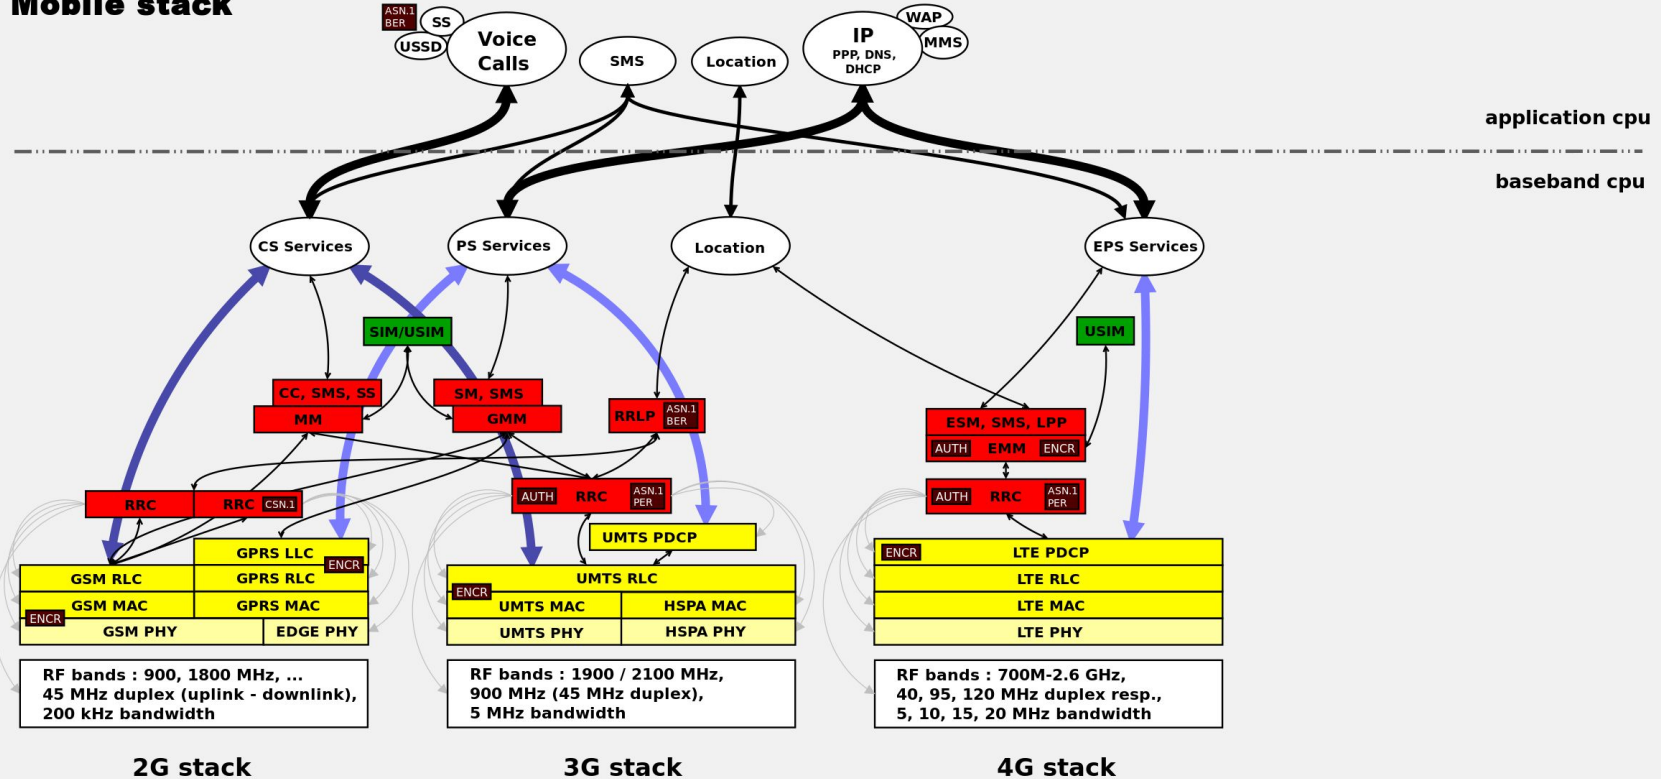 Mobile stack
ASN.1
BER
SS
USSD
Voice
Calls
SMS
Location
IP
PPP, DNS,
DHCP
WAP
MMS
application cpu
baseband cpu
CS Services
PS Services
Location
EPS Services
SIM/USIM
USIM
CC, SMS, SS
MM
SM, SMS
GMM
RRLP
ASN.1
BER
ESM, SMS, LPP
AUTH
EMM
ENCR
RRC
RRC
CSN.1
AUTH
RRC
ASN.1
PER
AUTH
RRC
ASN.1
PER
GPRS LLC
ENCR
GSM RLC
GPRS RLC
GSM MAC
GPRS MAC
ENCR
GSM PHY
EDGE PHY
UMTS PDCP
UMTS RLC
ENCR
UMTS MAC
HSPA MAC
UMTS PHY
HSPA PHY
ENCR
LTE PDCP
LTE RLC
LTE MAC
LTE PHY
RF bands : 900, 1800 MHz, ...
45 MHz duplex (uplink - downlink),
200 kHz bandwidth
RF bands : 1900 / 2100 MHz,
900 MHz (45 MHz duplex),
5 MHz bandwidth
RF bands : 700M-2.6 GHz,
40, 95, 120 MHz duplex resp.,
5, 10, 15, 20 MHz bandwidth
2G stack
3G stack
4G stack